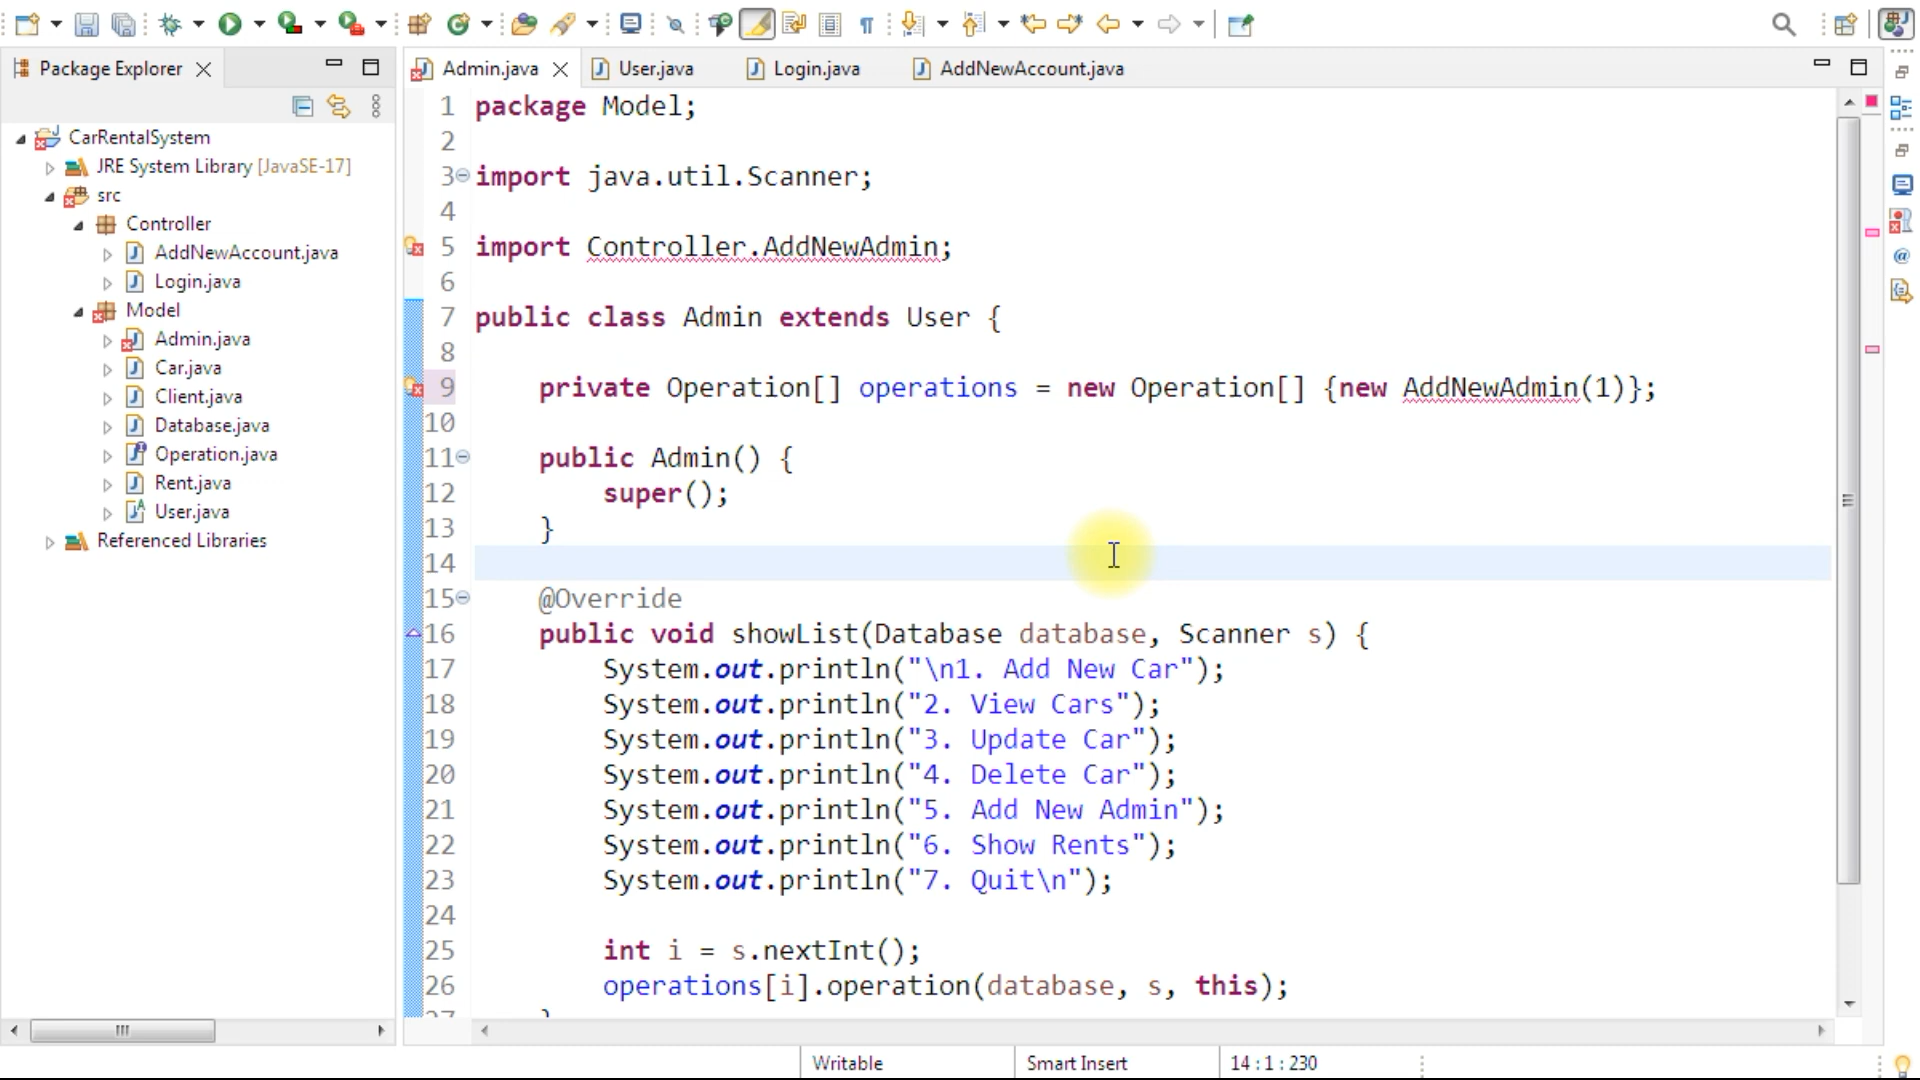 Package Explorer
CarRentalSystem
JRE System Library [JavaSE-17]
src
Controller
AddNewAccount.java
Login.java
Model
Admin.java
Car.java
Client.java
Database.java
Operation.java
Rent.java
User.java
Referenced Libraries
Admin.java
User.java
Login.java
AddNewAccount.java
1 package Model;
2
3 import java.util.Scanner;
4
5 import Controller.AddNewAdmin;
6
7 public class Admin extends User {
8
9 private Operation[] operations = new Operation[] {new AddNewAdmin(1)};
10
11 public Admin() {
12 super();
13 }
14
15 @Override
16 public void showList(Database database, Scanner s) {
17 System.out.println("\n1. Add New Car");
18 System.out.println("2. View Cars");
19 System.out.println("3. Update Car");
20 System.out.println("4. Delete Car");
21 System.out.println("5. Add New Admin");
22 System.out.println("6. Show Rents");
23 System.out.println("7. Quit\n");
24
25 int i = s.nextInt();
26 operations[i].operation(database, s, this);
27 }
Writable
Smart Insert
14 : 1 : 230